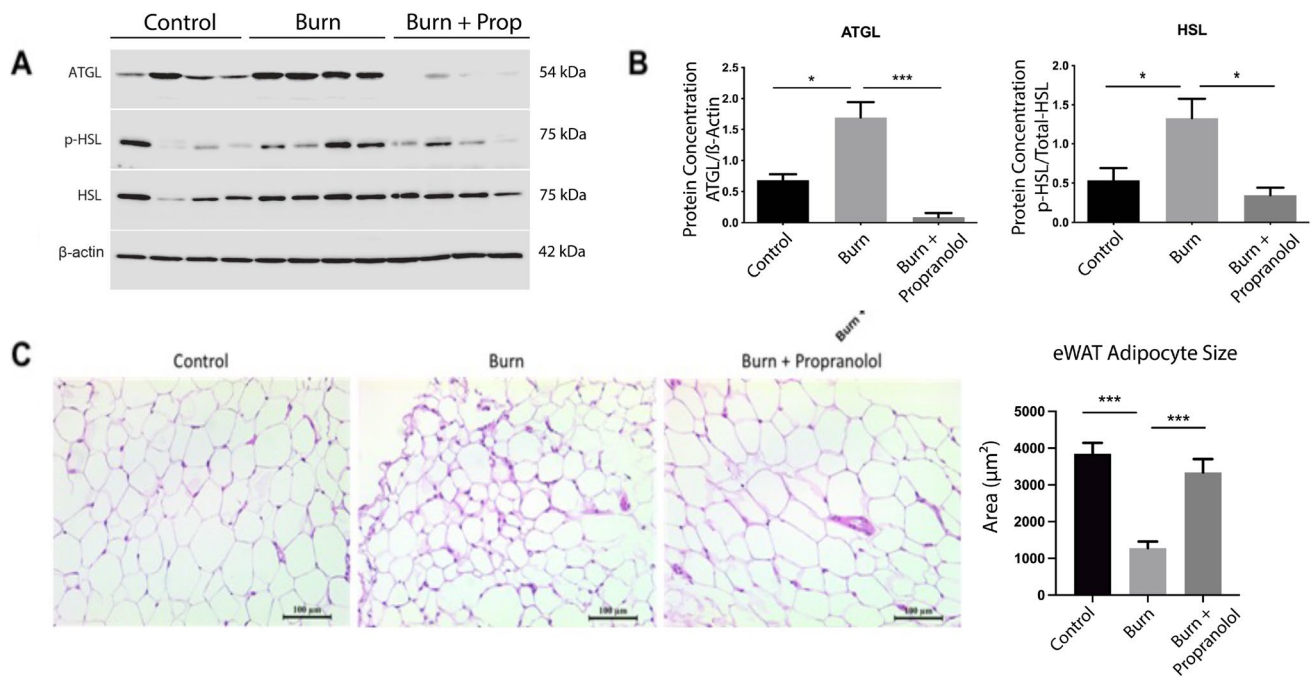 Control Burn Burn + Prop
A
ATGL 54 kDa
p-HSL 75 kDa
HSL 75 kDa
β-actin 42 kDa
B
ATGL
Protein Concentration
ATGL/ß-Actin
2.5
2.0
1.5
1.0
0.5
0.0
* ***
Control
Burn
Burn +
Propranolol
HSL
Protein Concentration
p-HSL/Total-HSL
2.0
1.5
1.0
0.5
0.0
* *
Control
Burn
Burn +
Propranolol
Burn +
C
Control Burn Burn + Propranolol
100 µm 100 µm 100 µm
eWAT Adipocyte Size
Area (µm²)
5000
4000
3000
2000
1000
0
*** ***
Control
Burn
Burn +
Propranolol